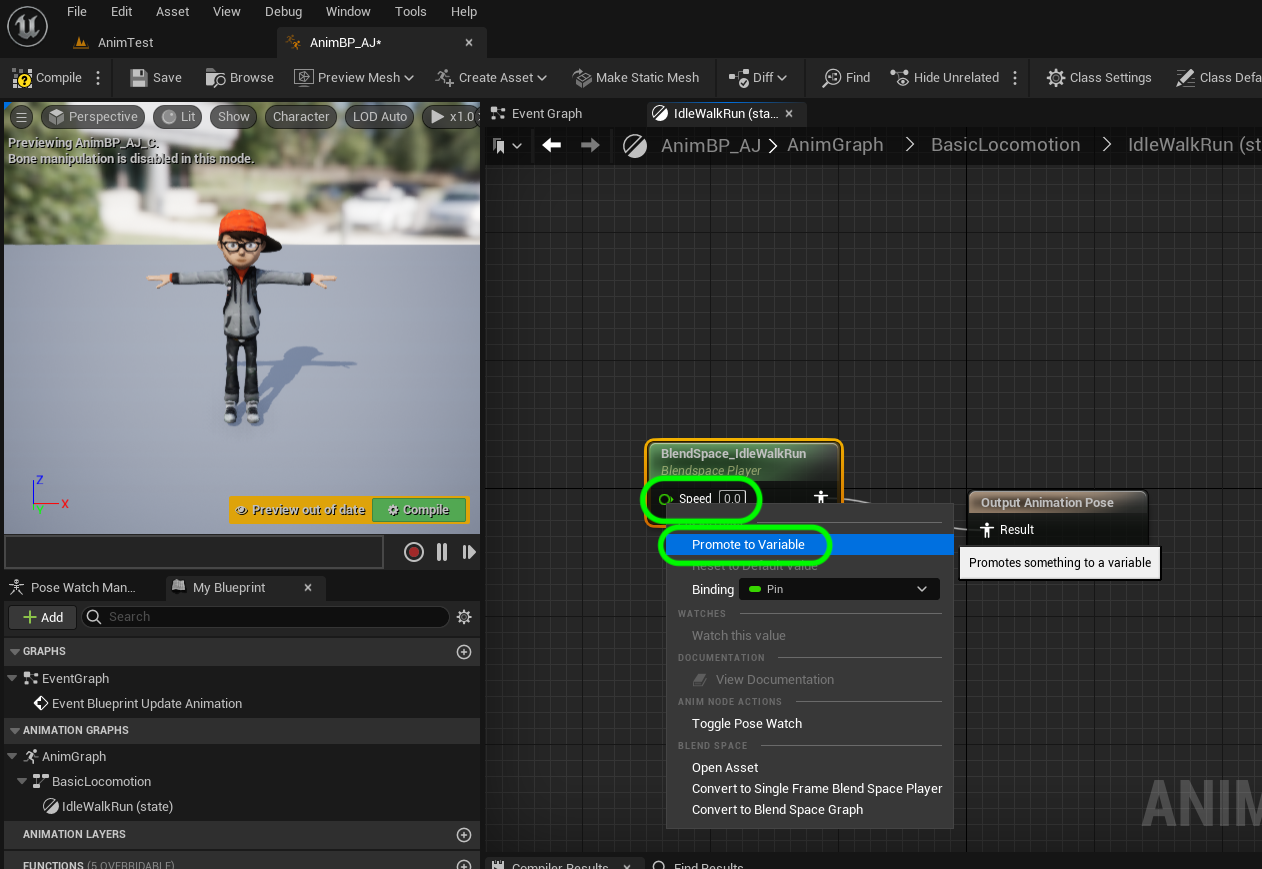 File Edit Asset View Debug Window Tools Help
AnimTest
AnimBP_AJ*
Compile Save Browse Preview Mesh Create Asset Make Static Mesh Diff Find Hide Unrelated Class Settings Class Defa
Perspective Lit Show Character LOD Auto x1.0
Previewing AnimBP_AJ_C.
Bone manipulation is disabled in this mode.
Z
X
Preview out of date Compile
Pose Watch Man... My Blueprint
Add Search
GRAPHS
EventGraph
Event Blueprint Update Animation
ANIMATION GRAPHS
AnimGraph
BasicLocomotion
IdleWalkRun (state)
ANIMATION LAYERS
FUNCTIONS (5 OVERRIDABLE)
Event Graph IdleWalkRun (sta...
AnimBP_AJ > AnimGraph > BasicLocomotion > IdleWalkRun (st
BlendSpace_IdleWalkRun
Blendspace Player
Speed 0.0
Output Animation Pose
Result
Promote to Variable
Reset to Default Value
Promotes something to a variable
Binding Pin
WATCHES
Watch this value
DOCUMENTATION
View Documentation
ANIM NODE ACTIONS
Toggle Pose Watch
BLEND SPACE
Open Asset
Convert to Single Frame Blend Space Player
Convert to Blend Space Graph
ANIM
Compiler Results Find Results